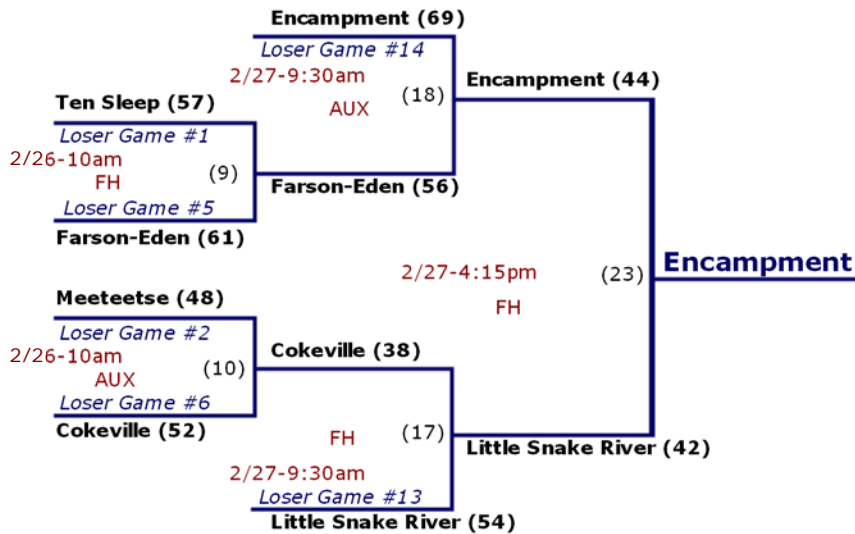 Encampment (69)
Loser Game #14
2/27-9:30am
AUX
(18)
Encampment (44)
Ten Sleep (57)
Loser Game #1
2/26-10am
FH
(9)
Loser Game #5
Farson-Eden (61)
Farson-Eden (56)
2/27-4:15pm
FH
(23)
Encampment
Meeteetse (48)
Loser Game #2
2/26-10am
AUX
(10)
Loser Game #6
Cokeville (52)
Cokeville (38)
FH
(17)
2/27-9:30am
Loser Game #13
Little Snake River (54)
Little Snake River (42)